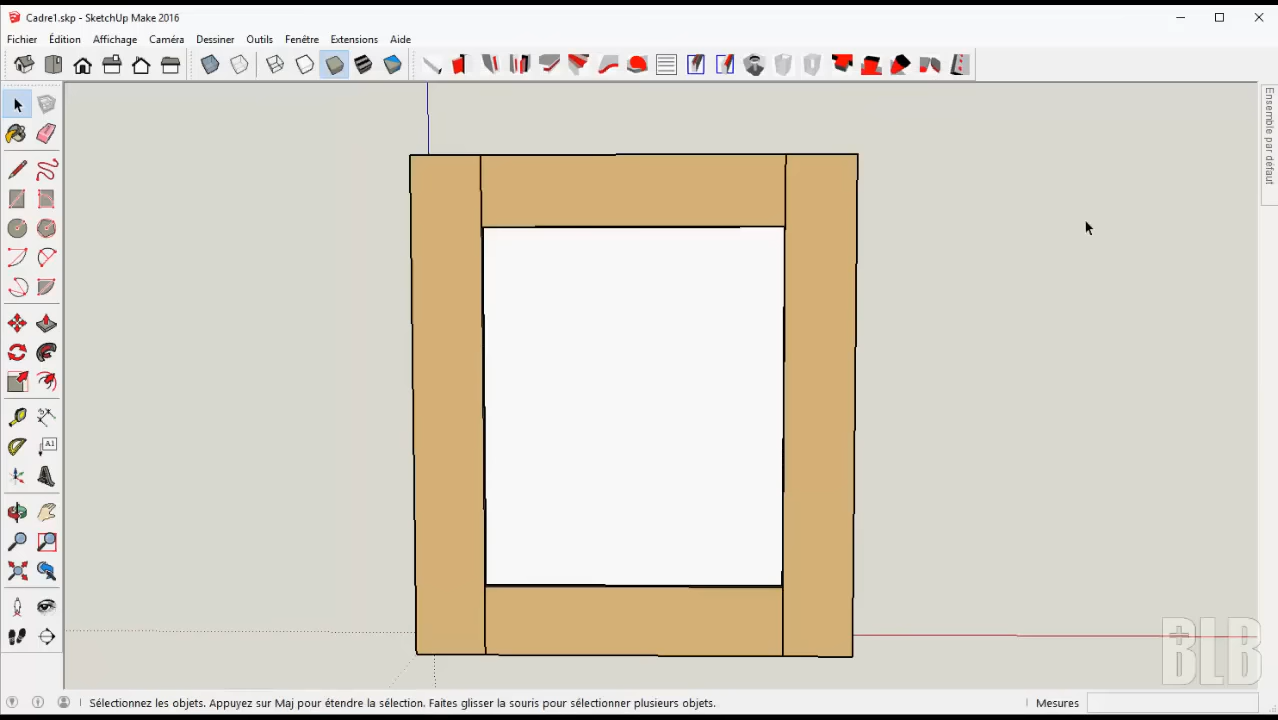 Cadre1.skp - SketchUp Make 2016
Fichier Édition Affichage Caméra Dessiner Outils Fenêtre Extensions Aide
Ensemble par défaut
A1
BLB
Sélectionnez les objets. Appuyez sur Maj pour étendre la sélection. Faites glisser la souris pour sélectionner plusieurs objets.
Mesures